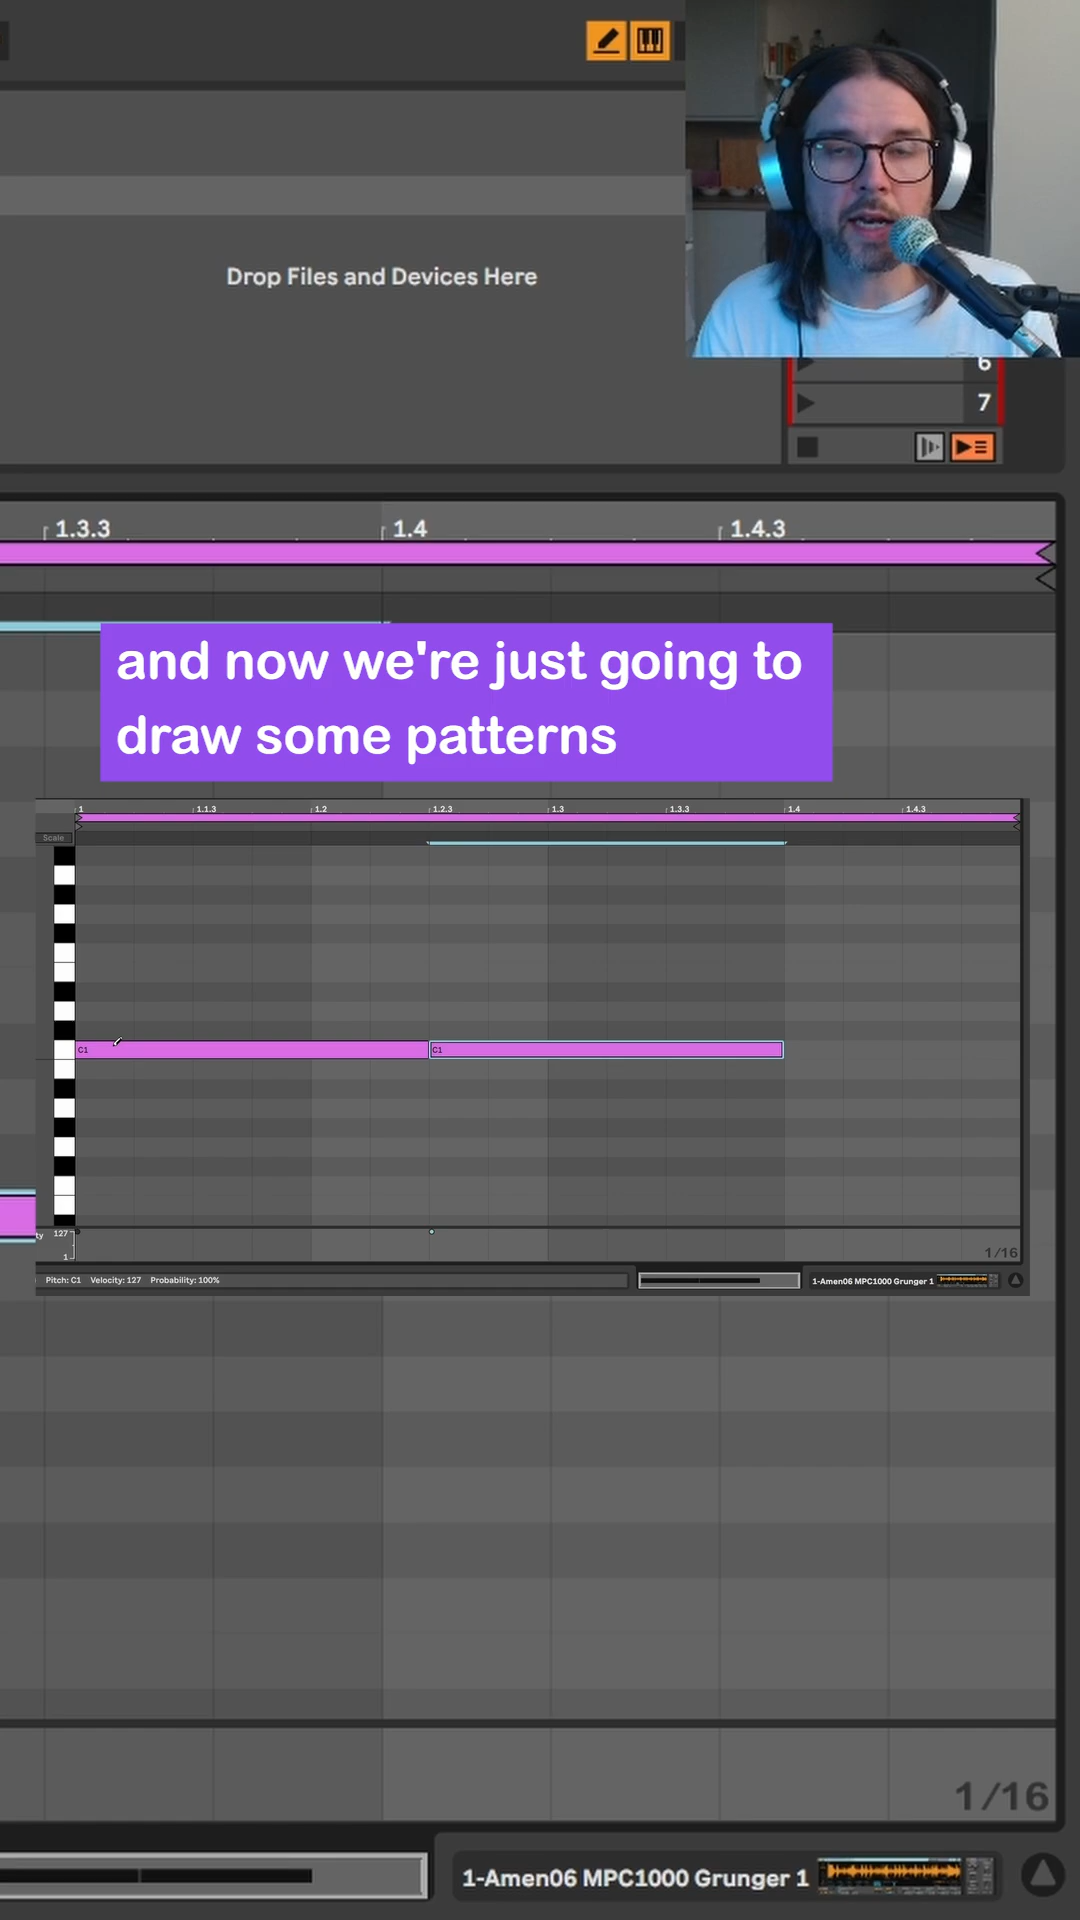 Drop Files and Devices Here
6
7
1.3.3 1.4 1.4.3
and now we're just going to
draw some patterns
1 1.1.3 1.2 1.2.3 1.3 1.3.3 1.4 1.4.3
Scale
C1 C1
ty 127
1
1/16
Pitch: C1 Velocity: 127 Probability: 100%
1-Amen06 MPC1000 Grunger 1
1/16
1-Amen06 MPC1000 Grunger 1